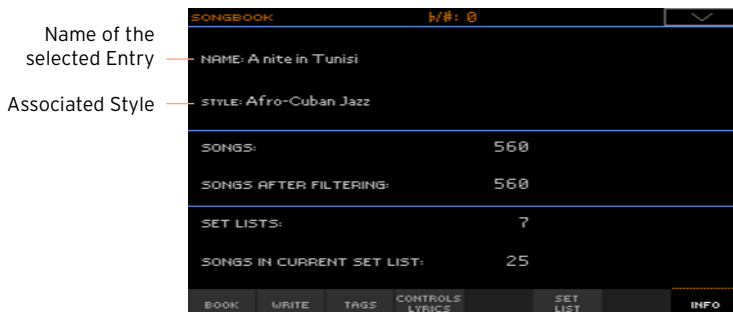 SONGBOOK b/#: 0
Name of the
selected Entry
NAME: A nite in Tunisi
Associated Style
STYLE: Afro-Cuban Jazz
SONGS: 560
SONGS AFTER FILTERING: 560
SET LISTS: 7
SONGS IN CURRENT SET LIST: 25
BOOK WRITE TAGS CONTROLS LYRICS SET LIST INFO